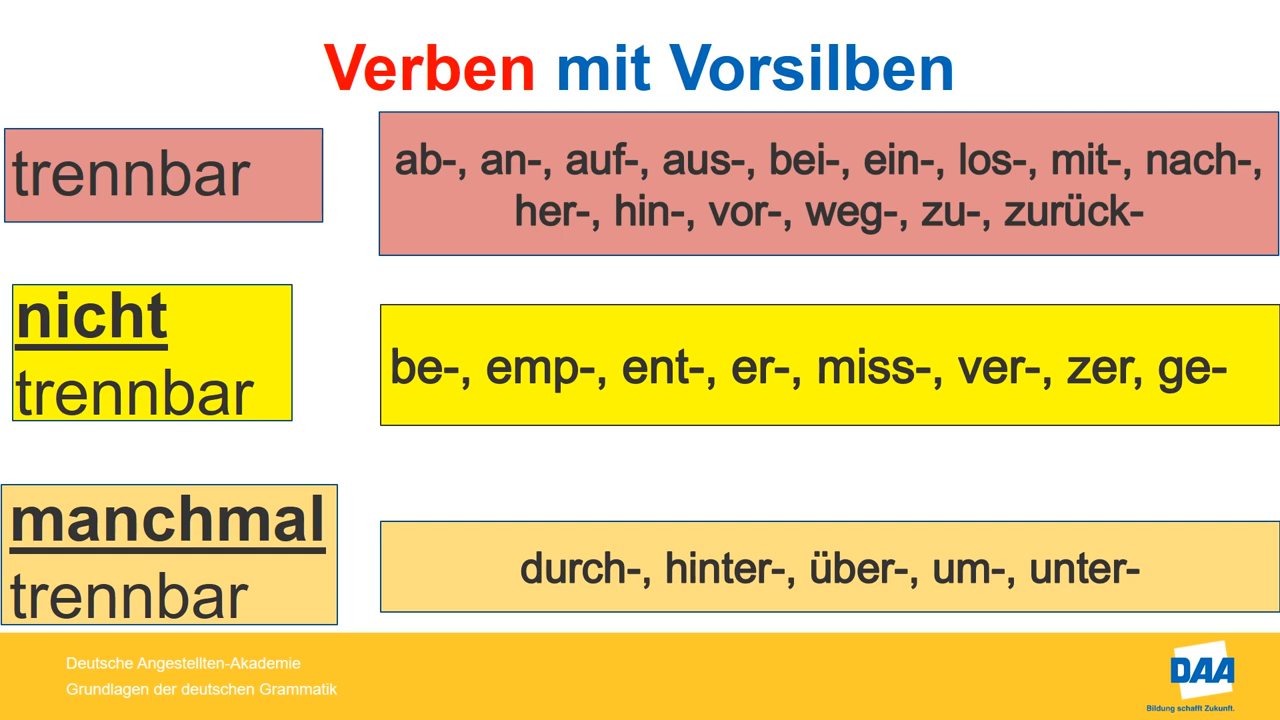 Verben mit Vorsilben
trennbar
ab-, an-, auf-, aus-, bei-, ein-, los-, mit-, nach-,
her-, hin-, vor-, weg-, zu-, zurück-
nicht
trennbar
be-, emp-, ent-, er-, miss-, ver-, zer, ge-
manchmal
trennbar
durch-, hinter-, über-, um-, unter-
Deutsche Angestellten-Akademie
Grundlagen der deutschen Grammatik
DAA
Bildung schafft Zukunft.